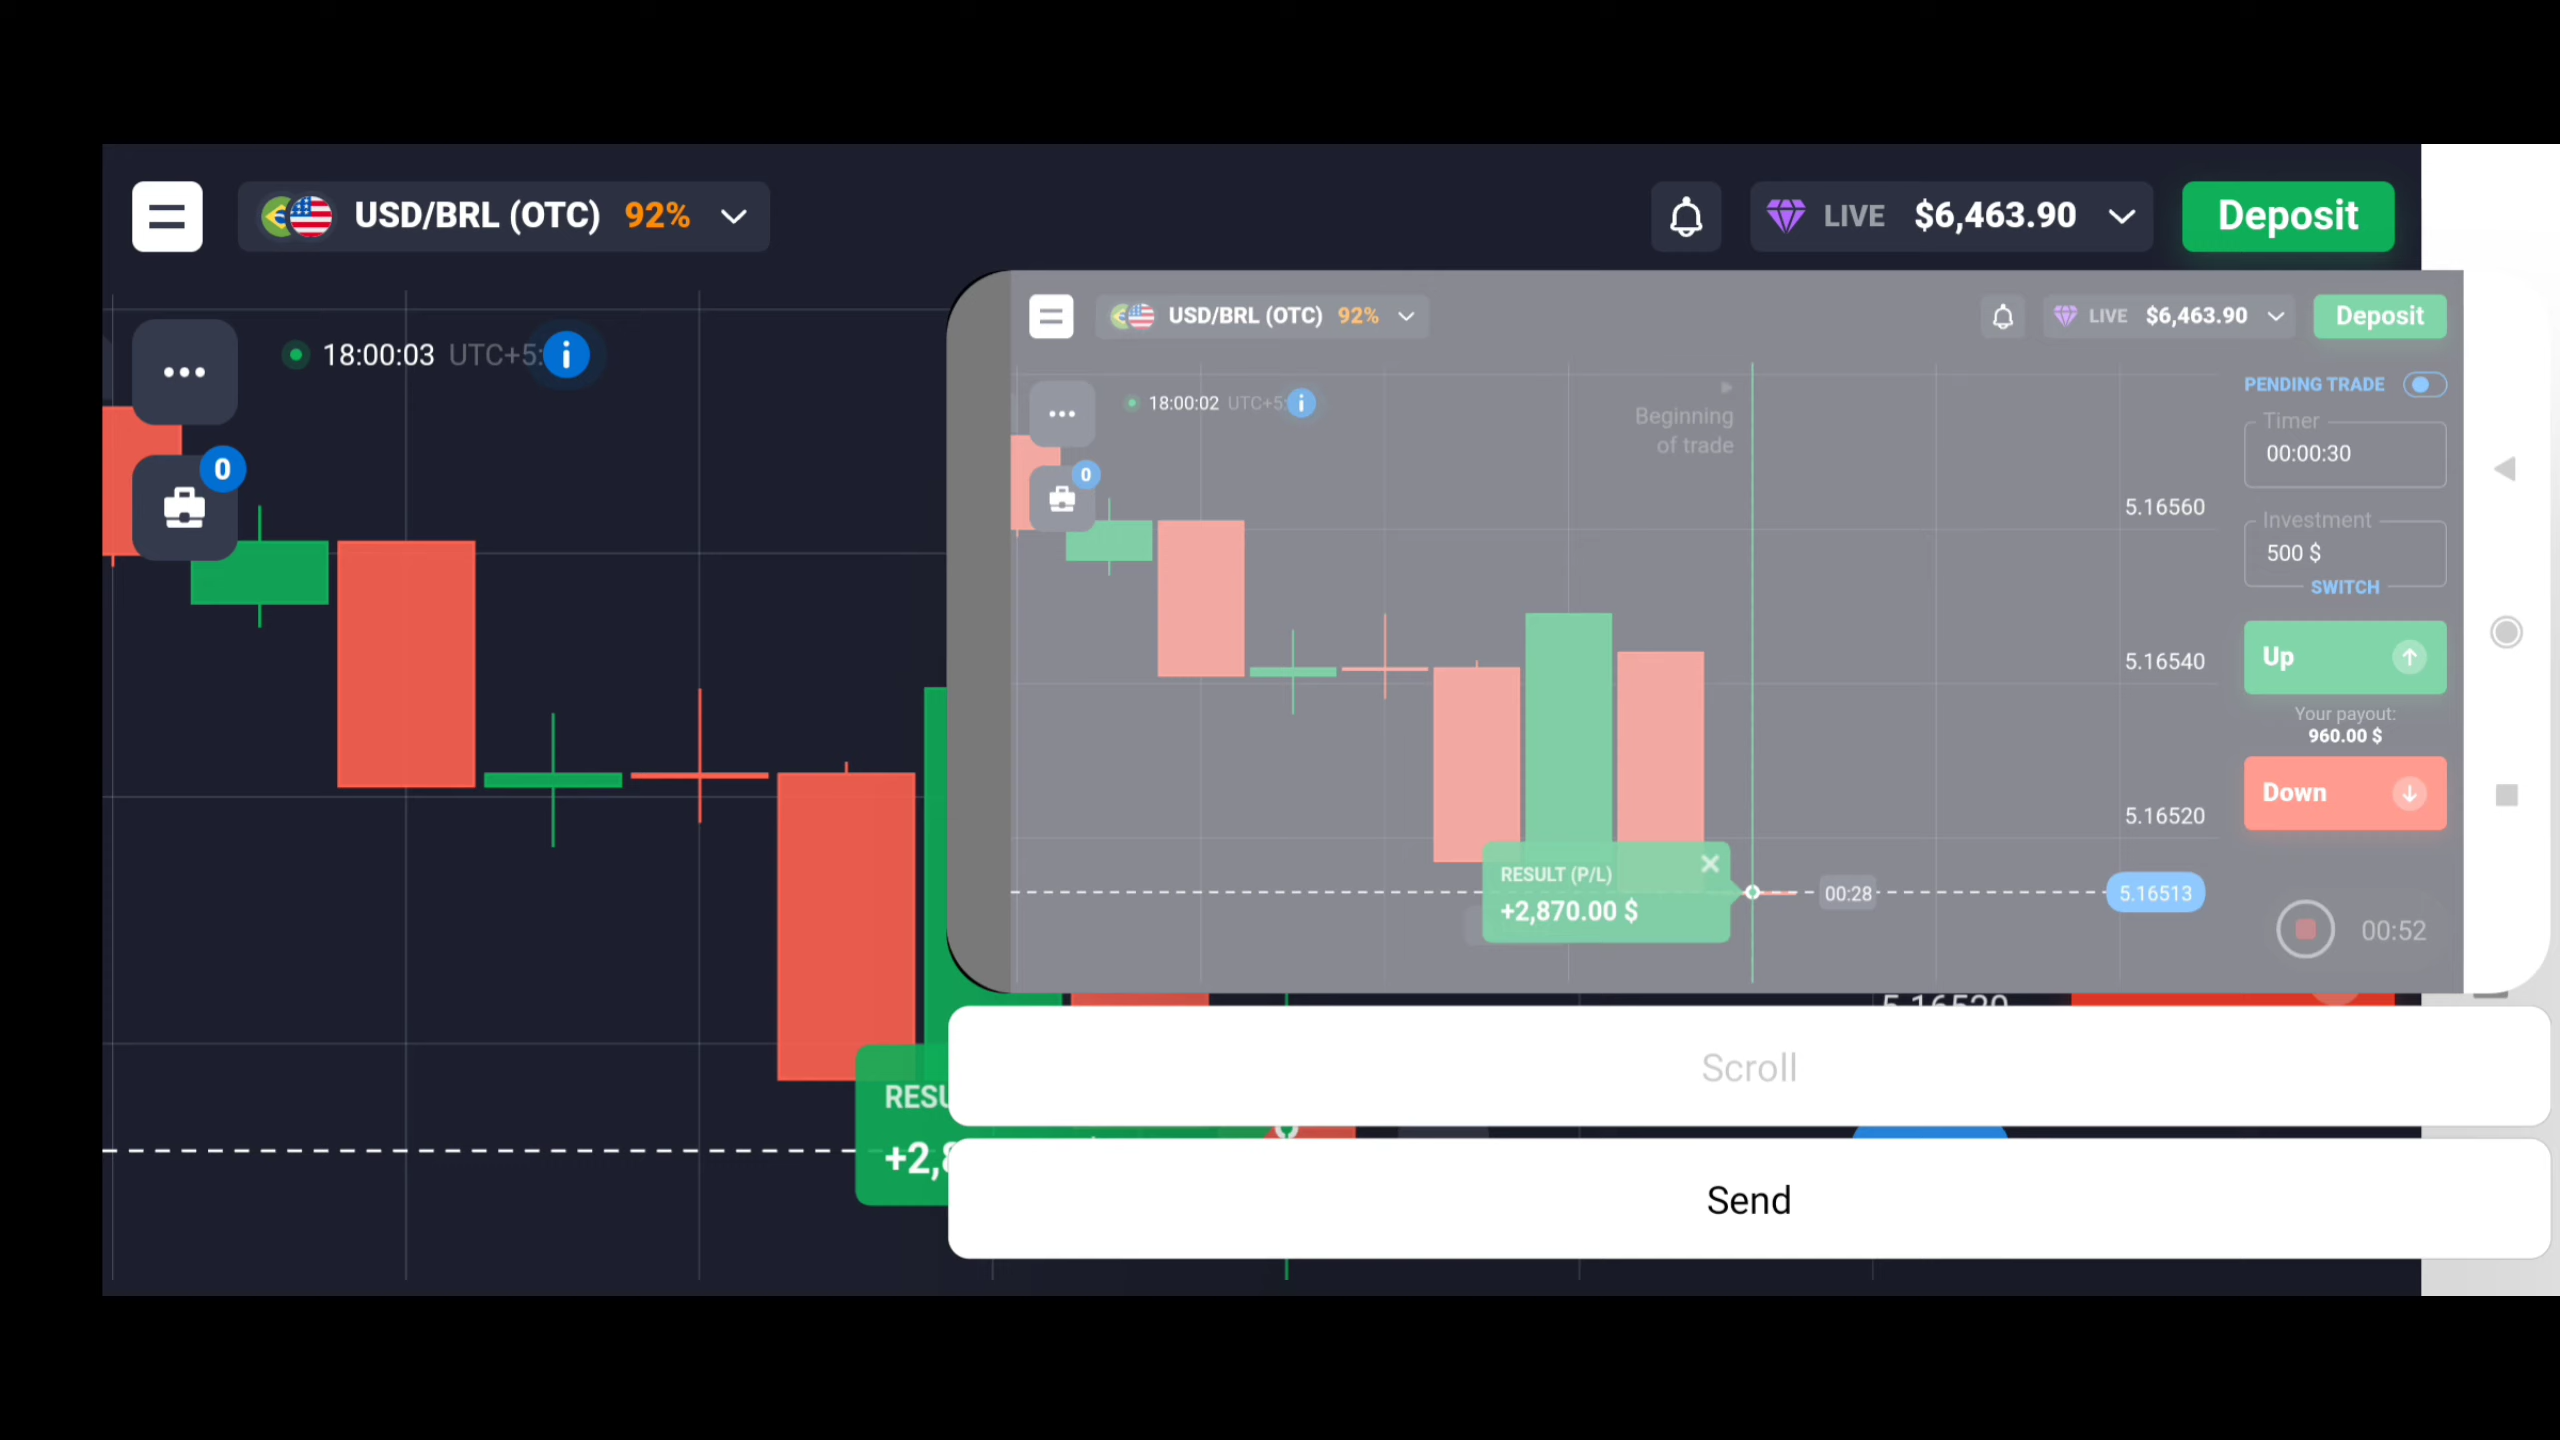 USD/BRL (OTC) 92%
LIVE $6,463.90
Deposit
18:00:03 UTC+5:
0
RESU
+2,8
USD/BRL (OTC) 92%
LIVE $6,463.90
Deposit
18:00:02 UTC+5:
0
Beginning
of trade
PENDING TRADE
Timer
00:00:30
5.16560
Investment
500 $
SWITCH
5.16540
Up
Your payout:
960.00 $
Down
5.16520
RESULT (P/L)
+2,870.00 $
00:28
5.16513
00:52
5.16520
Scroll
Send